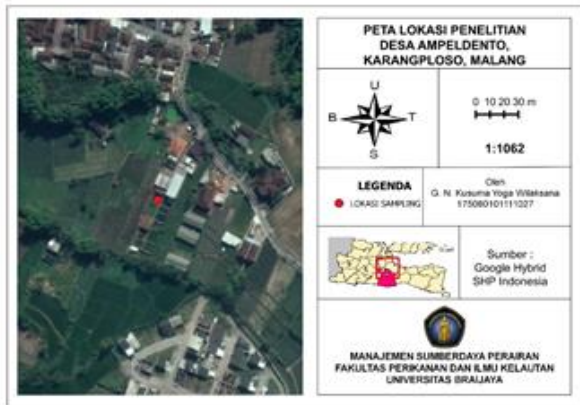 PETA LOKASI PENELITIAN
DESA AMPELDENTO,
KARANGPLOSO, MALANG
U
B T
S
0 10 20 30 m
1:1062
LEGENDA
LOKASI SAMPLING
Oleh
G. N. Kusuma Yoga Wilaksana
175080101111027
Sumber :
Google Hybrid
SHP Indonesia
MANAJEMEN SUMBERDAYA PERAIRAN
FAKULTAS PERIKANAN DAN ILMU KELAUTAN
UNIVERSITAS BRAIJAYA